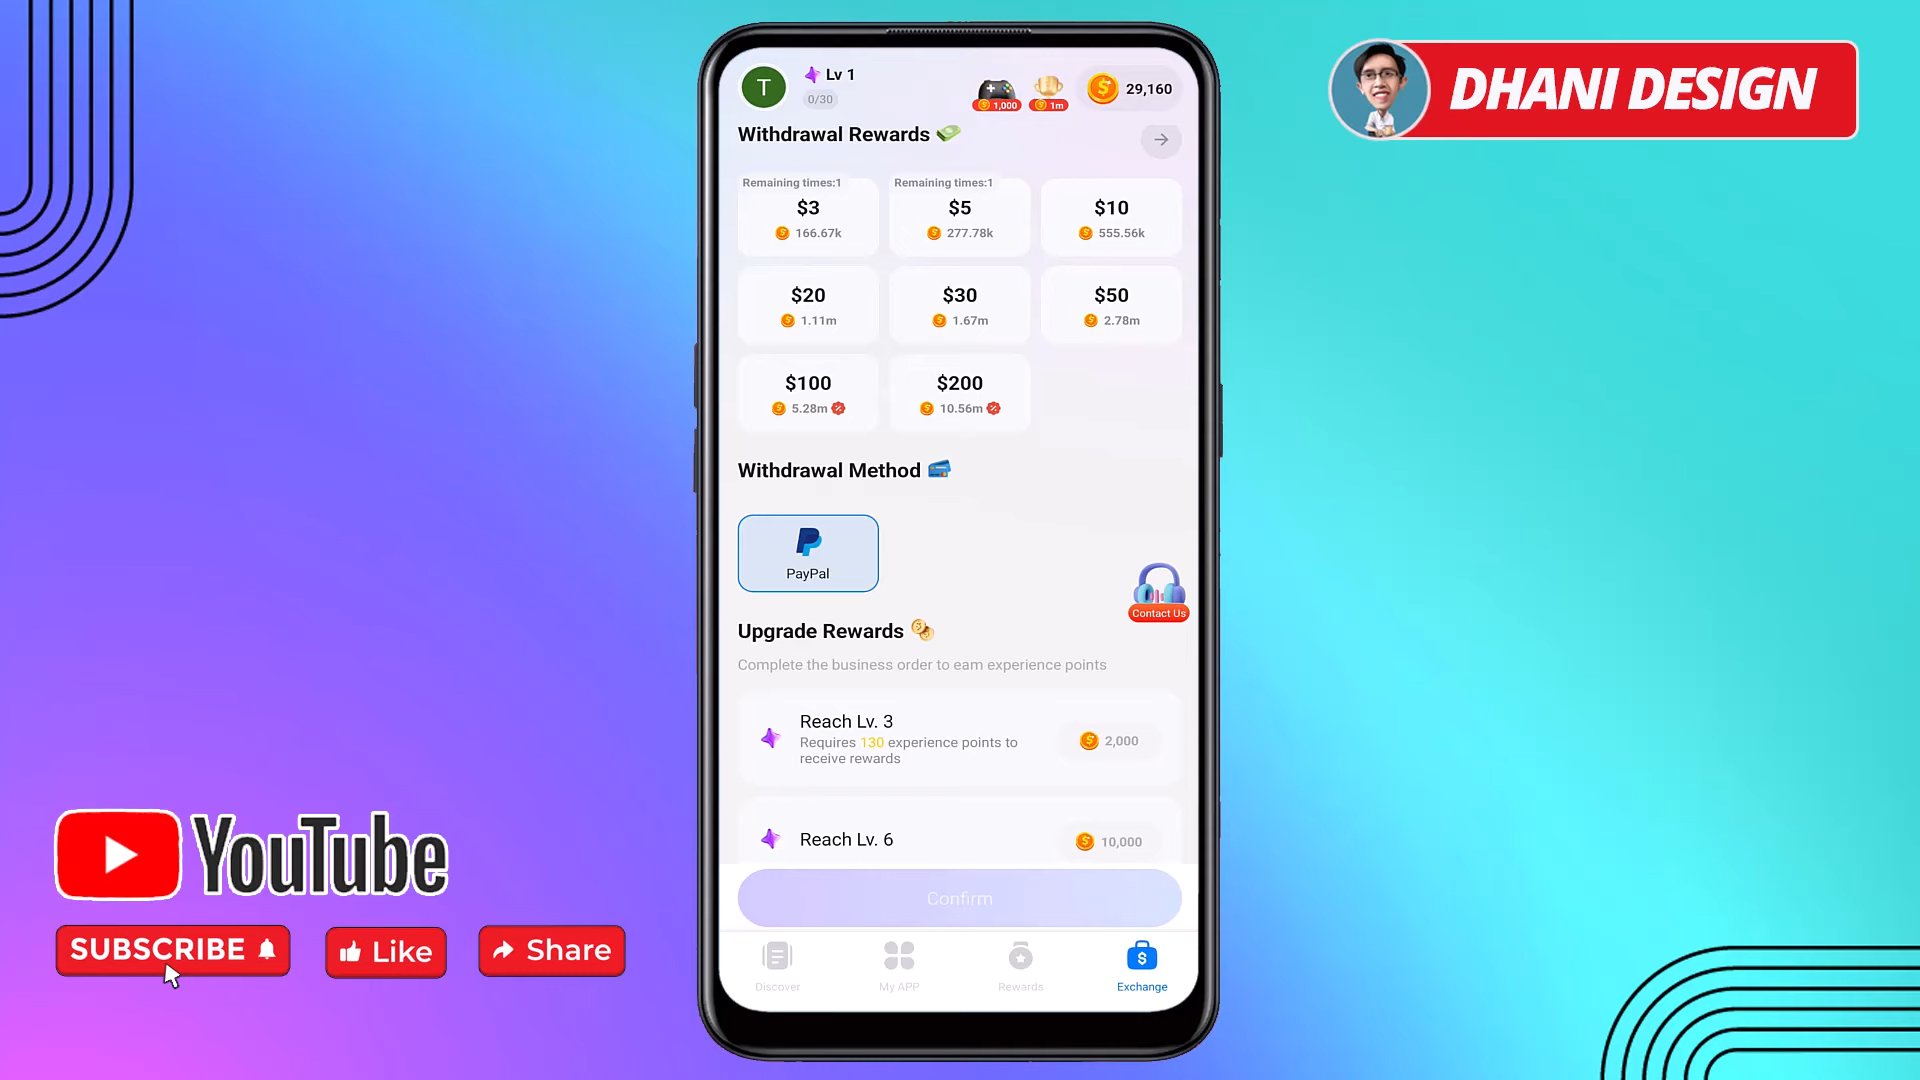 T
Lv 1
0/30
1,000
1m
29,160
DHANI DESIGN
Withdrawal Rewards
Remaining times:1
$3
166.67k
Remaining times:1
$5
277.78k
$10
555.56k
$20
1.11m
$30
1.67m
$50
2.78m
$100
5.28m
$200
10.56m
Withdrawal Method
PayPal
Contact Us
Upgrade Rewards
Complete the business order to eam experience points
Reach Lv. 3
Requires 130 experience points to
receive rewards
2,000
Reach Lv. 6
10,000
Confirm
Discover
My APP
Rewards
Exchange
YouTube
SUBSCRIBE
Like
Share